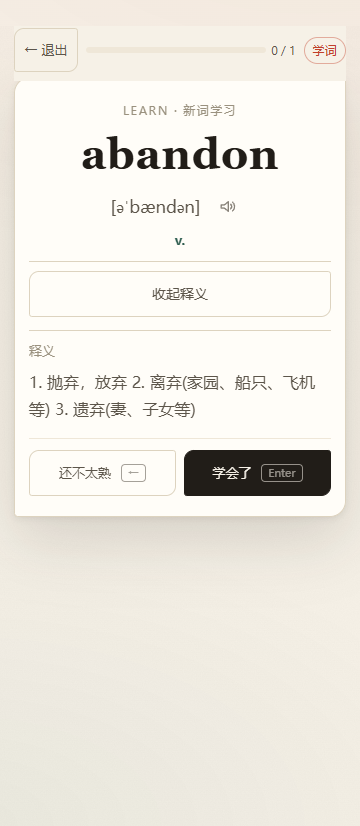 ← 退出
0 / 1
学词
LEARN · 新词学习
abandon
[əˈbændən]
v.
收起释义
释义
1. 抛弃，放弃 2. 离弃(家园、船只、飞机
等) 3. 遗弃(妻、子女等)
还不太熟 ←
学会了 Enter